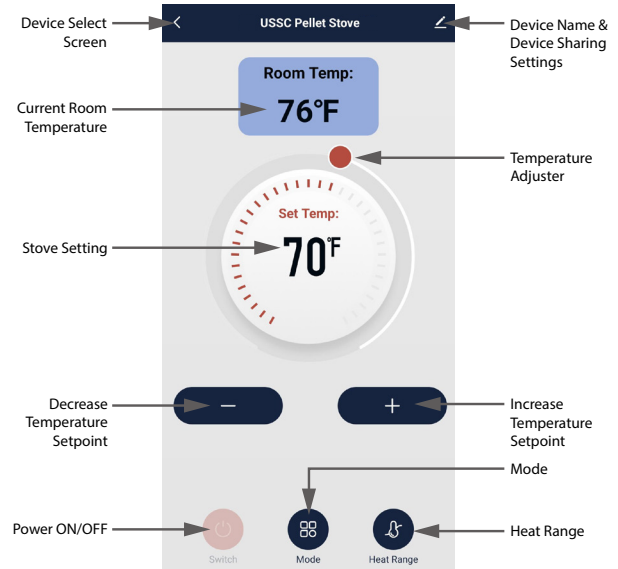 Device Select
Screen
USSC Pellet Stove
Device Name &
Device Sharing
Settings
Room Temp:
76°F
Current Room
Temperature
Temperature
Adjuster
Set Temp:
70°F
Stove Setting
Decrease
Temperature
Setpoint
Increase
Temperature
Setpoint
Mode
Power ON/OFF
Heat Range
Switch
Mode
Heat Range